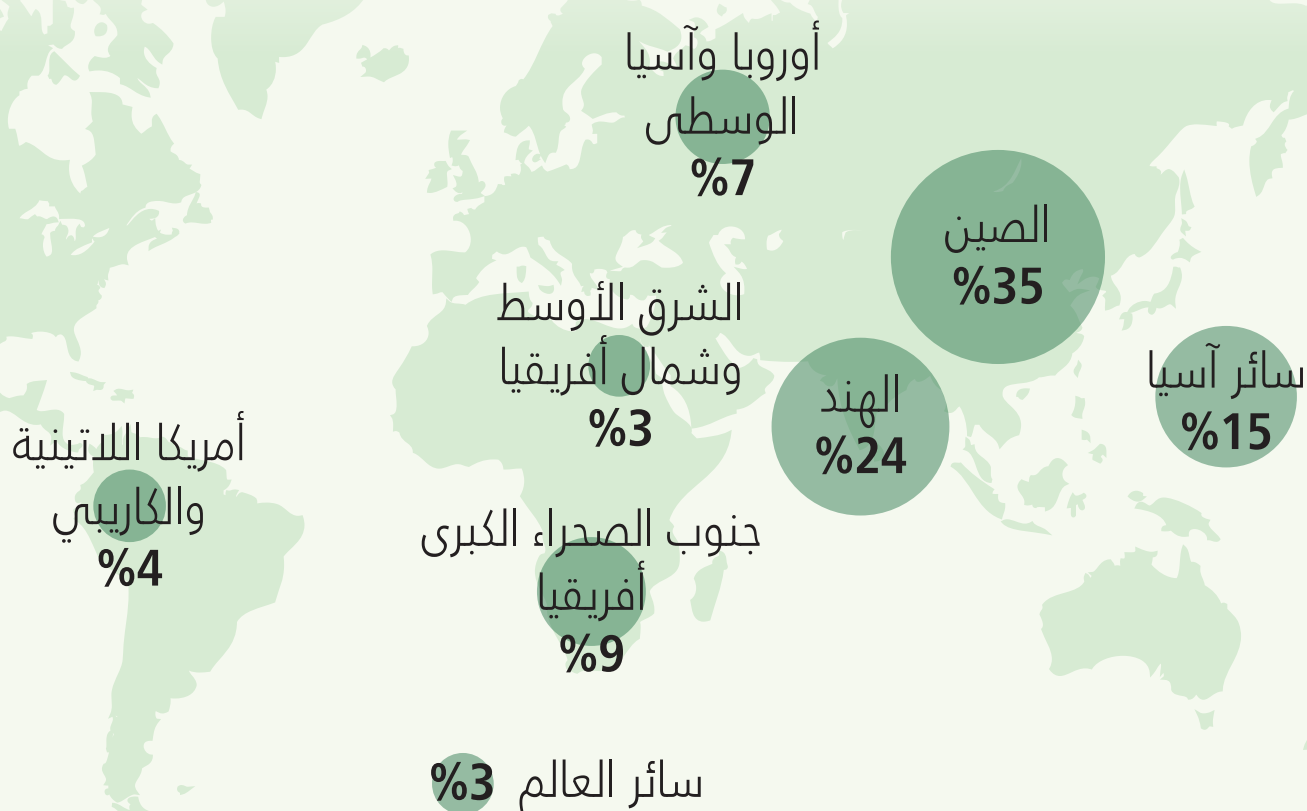 أوروبا وآسيا
الوسطى
%7
الصين
%35
الشرق الأوسط
وشمال أفريقيا
%3
سائر آسيا
%15
الهند
%24
أمريكا اللاتينية
والكاريبي
%4
جنوب الصحراء الكبرى
أفريقيا
%9
سائر العالم %3